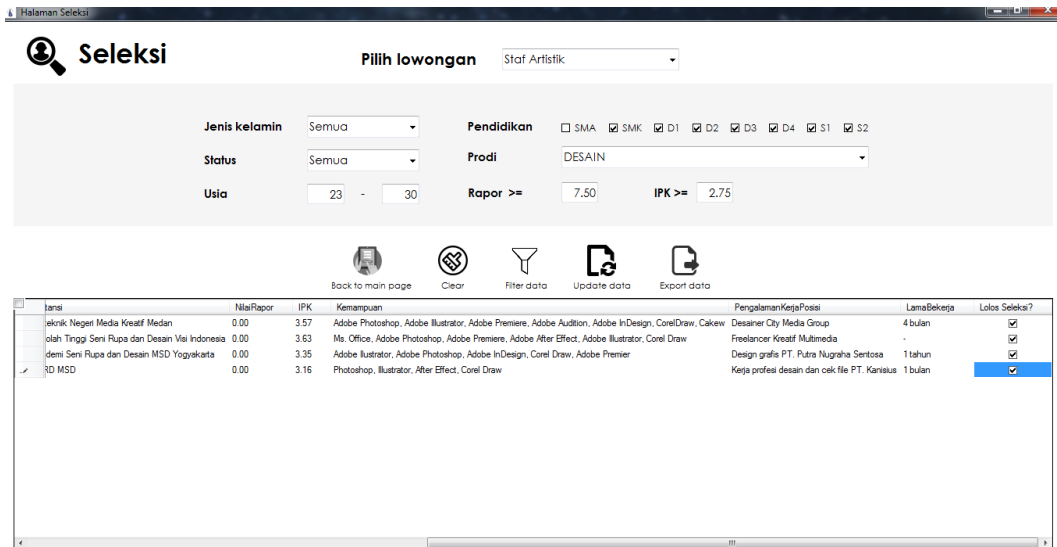 Halaman Seleksi
Seleksi
Pilih lowongan Staf Artistik
Jenis kelamin Semua Pendidikan SMA SMK D1 D2 D3 D4 S1 S2
Status Semua Prodi DESAIN
Usia 23 - 30 Rapor >= 7.50 IPK >= 2.75
Back to main page Clear Filter data Update data Export data
tansi NilaiRapor IPK Kemampuan PengalamanKerjaPosisi LamaBekerja Lolos Seleksi?
teknik Negeri Media Kreatif Medan 0.00 3.57 Adobe Photoshop, Adobe Illustrator, Adobe Premiere, Adobe Audition, Adobe InDesign, CorelDraw, Cakew Desainer City Media Group 4 bulan
olah Tinggi Seni Rupa dan Desain Visi Indonesia 0.00 3.63 Ms. Office, Adobe Photoshop, Adobe Premiere, Adobe After Effect, Adobe Illustrator, Corel Draw Freelancer Kreatif Multimedia -
demi Seni Rupa dan Desain MSD Yogyakarta 0.00 3.35 Adobe llustrator, Adobe Photoshop, Adobe InDesign, Corel Draw, Adobe Premier Design grafis PT. Putra Nugraha Sentosa 1 tahun
RD MSD 0.00 3.16 Photoshop, Illustrator, After Effect, Corel Draw Kerja profesi desain dan cek file PT. Kanisius 1 bulan